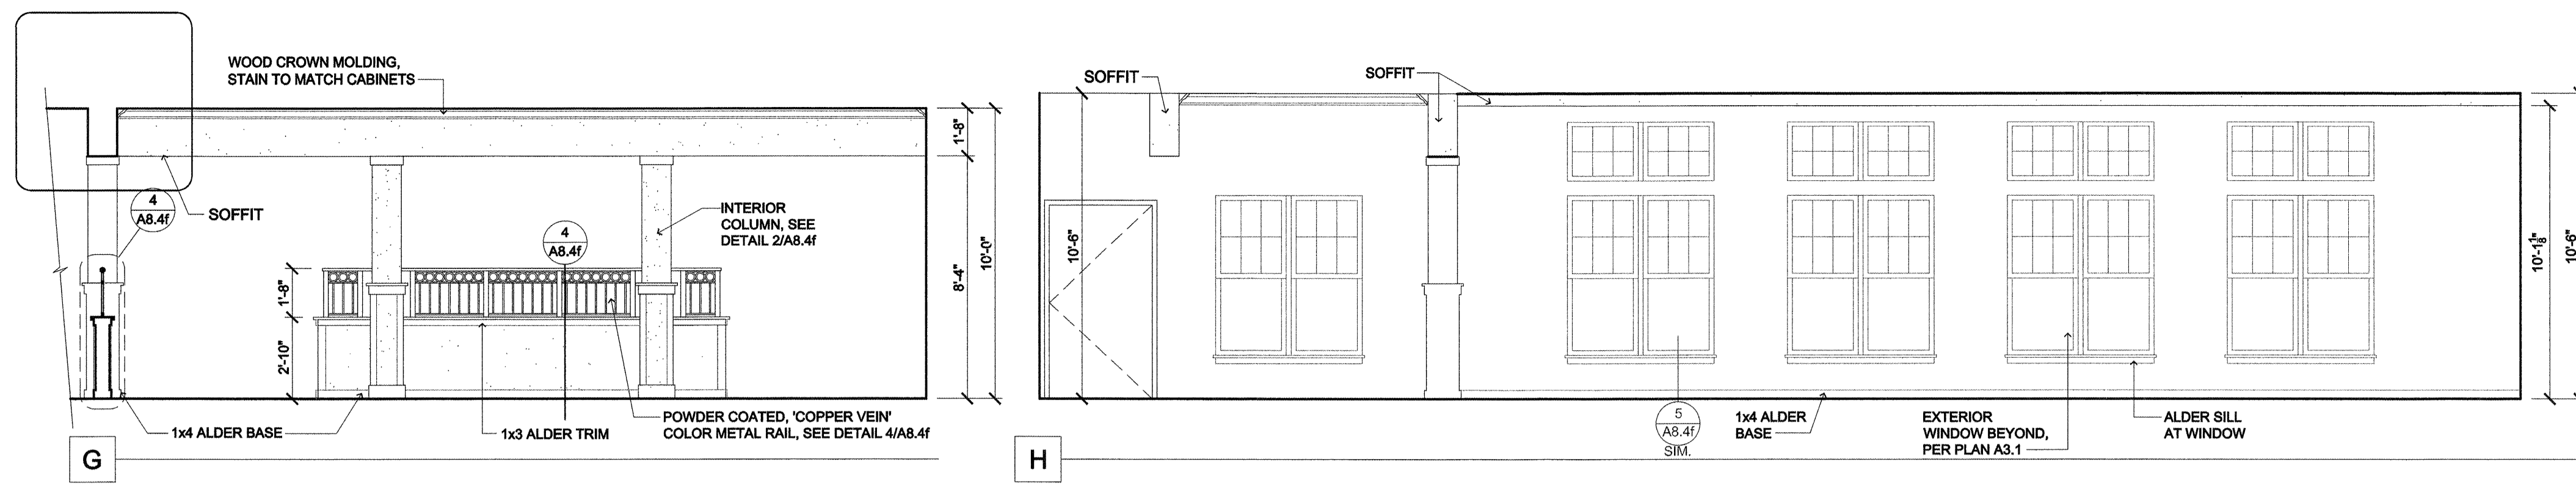 WOOD CROWN MOLDING,
STAIN TO MATCH CABINETS
4
A8.4f
SOFFIT
4
A8.4f
INTERIOR
COLUMN, SEE
DETAIL 2/A8.4f
1'-8"
2'-10"
1'-8"
8'-4"
10'-0"
1x4 ALDER BASE
1x3 ALDER TRIM
POWDER COATED, 'COPPER VEIN'
COLOR METAL RAIL, SEE DETAIL 4/A8.4f
G
SOFFIT
SOFFIT
10'-6"
10'-1 1/8"
10'-6"
5
A8.4f
SIM.
1x4 ALDER
BASE
EXTERIOR
WINDOW BEYOND,
PER PLAN A3.1
ALDER SILL
AT WINDOW
H